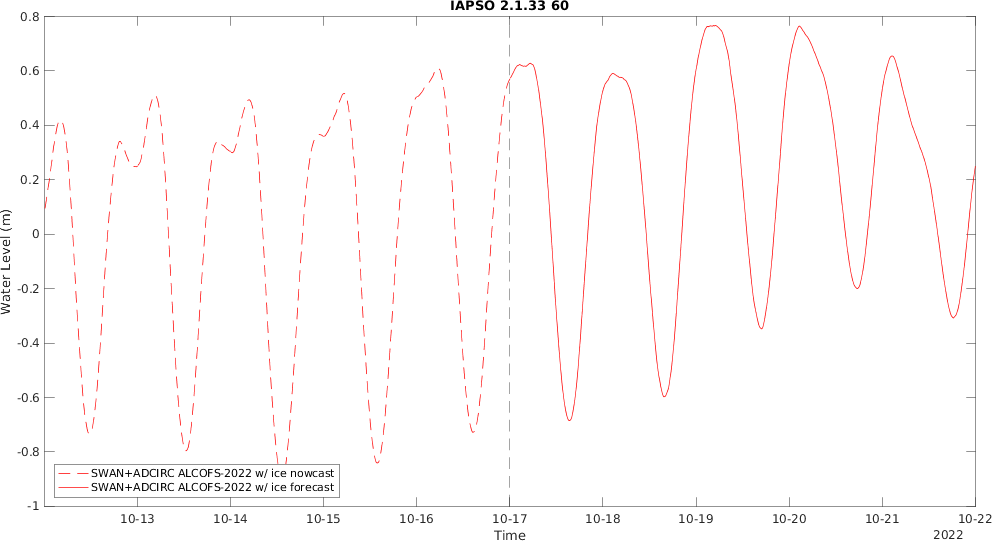 IAPSO 2.1.33 60
0.8
0.6
0.4
0.2
0
-0.2
-0.4
-0.6
-0.8
-1
Water Level (m)
SWAN+ADCIRC ALCOFS-2022 w/ ice nowcast
SWAN+ADCIRC ALCOFS-2022 w/ ice forecast
10-13 10-14 10-15 10-16 10-17 10-18 10-19 10-20 10-21 10-22
Time
2022